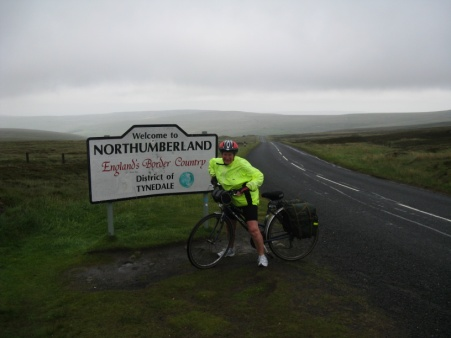 Welcome to
NORTHUMBERLAND
England's Border Country
District of
TYNEDALE